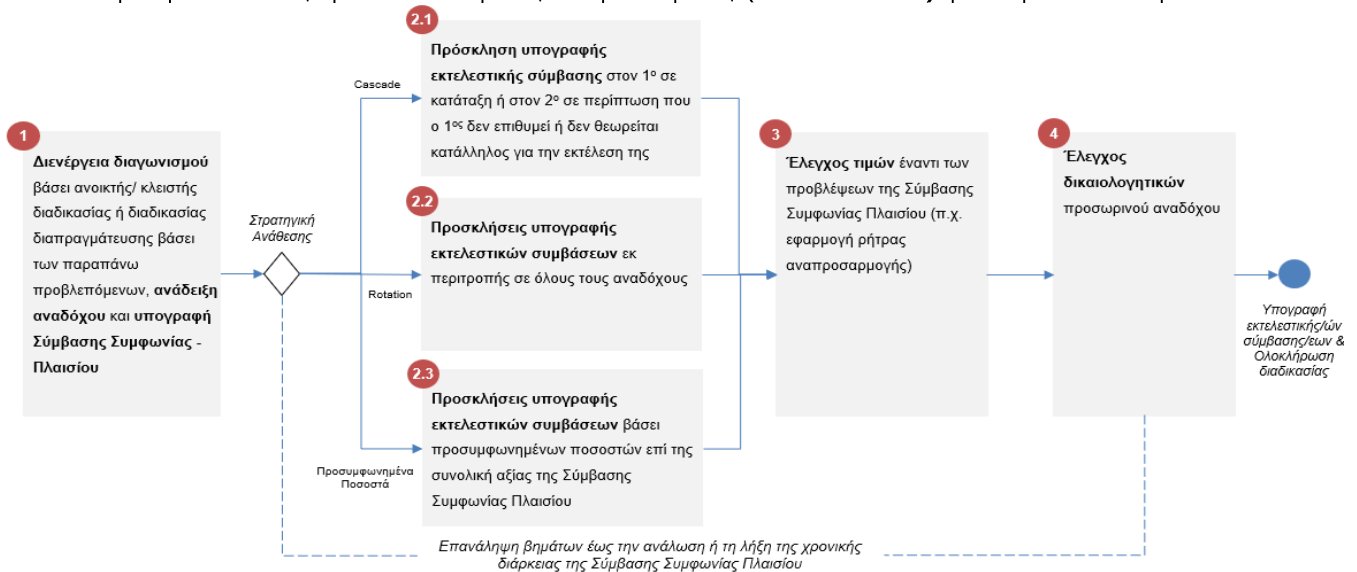 1
Διενέργεια διαγωνισμού
βάσει ανοικτής/ κλειστής
διαδικασίας ή διαδικασίας
διαπραγμάτευσης βάσει
των παραπάνω
προβλεπόμενων, ανάδειξη
αναδόχου και υπογραφή
Σύμβασης Συμφωνίας -
Πλαισίου
Στρατηγική
Ανάθεσης
Cascade
2.1
Πρόσκληση υπογραφής
εκτελεστικής σύμβασης στον 1º σε
κατάταξη ή στον 2º σε περίπτωση που
ο 1ος δεν επιθυμεί ή δεν θεωρείται
κατάλληλος για την εκτέλεση της
Rotation
2.2
Προσκλήσεις υπογραφής
εκτελεστικών συμβάσεων εκ
περιτροπής σε όλους τους αναδόχους
Προσυμφωνημένα
Ποσοστά
2.3
Προσκλήσεις υπογραφής
εκτελεστικών συμβάσεων βάσει
προσυμφωνημένων ποσοστών επί της
συνολική αξίας της Σύμβασης
Συμφωνίας Πλαισίου
3
Έλεγχος τιμών έναντι των
προβλέψεων της Σύμβασης
Συμφωνίας Πλαισίου (π.χ.
εφαρμογή ρήτρας
αναπροσαρμογής)
4
Έλεγχος
δικαιολογητικών
προσωρινού αναδόχου
Υπογραφή
εκτελεστικής/ών
σύμβασης/εων &
Ολοκλήρωση
διαδικασίας
Επανάληψη βημάτων έως την ανάλωση ή τη λήξη της χρονικής
διάρκειας της Σύμβασης Συμφωνίας Πλαισίου